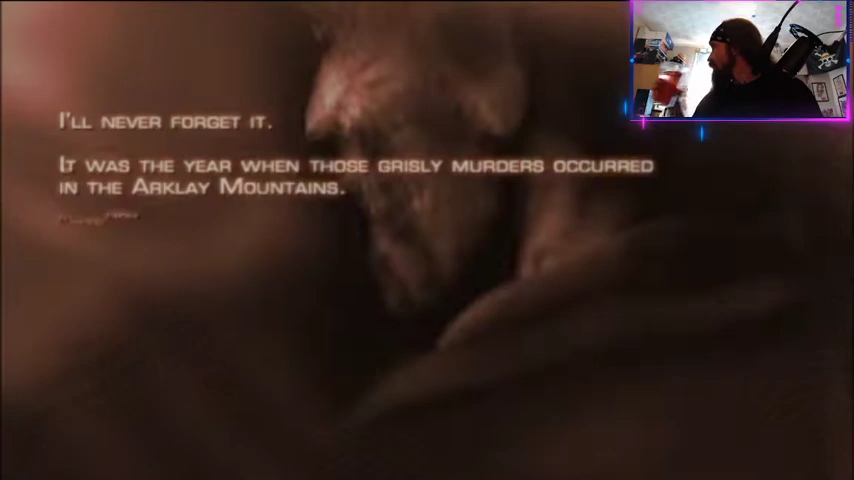 I'll never forget it.
It was the year when those grisly murders occurred
in the Arklay Mountains.